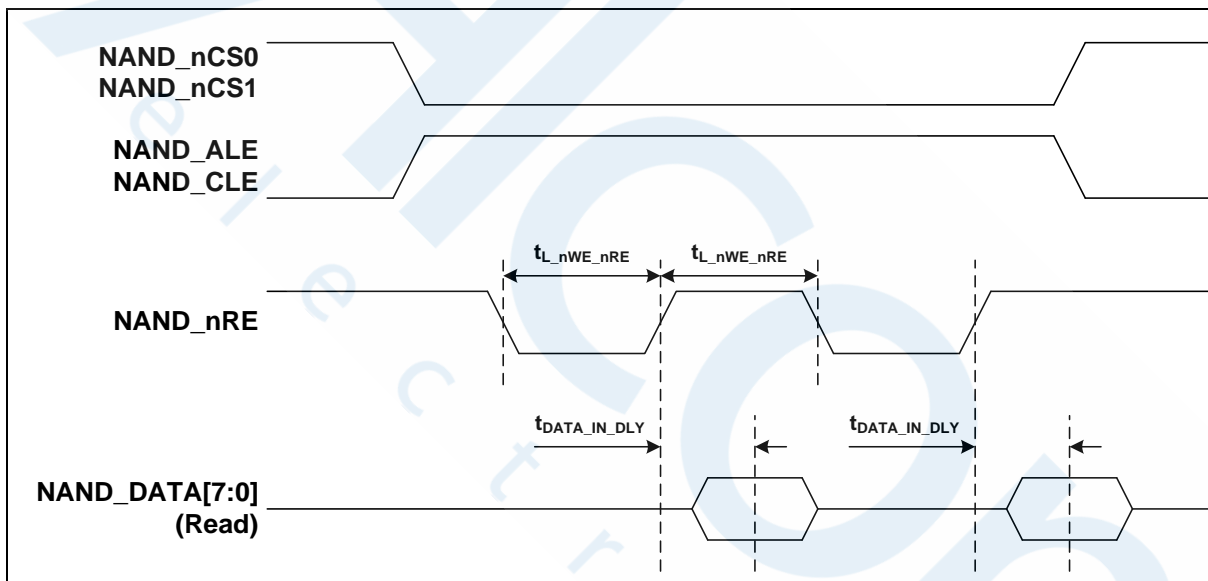 NAND_nCS0
NAND_nCS1
NAND_ALE
NAND_CLE
tL_nWE_nRE tL_nWE_nRE
NAND_nRE
tDATA_IN_DLY tDATA_IN_DLY
NAND_DATA[7:0]
(Read)